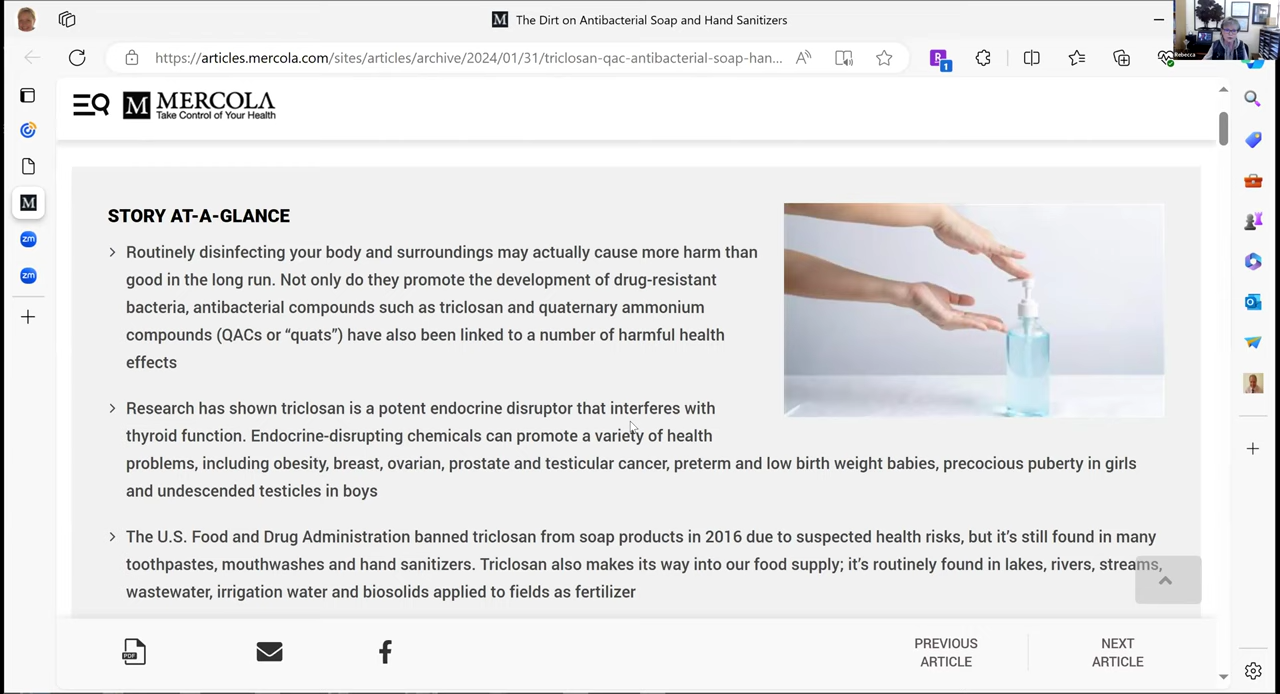 The Dirt on Antibacterial Soap and Hand Sanitizers
https://articles.mercola.com/sites/articles/archive/2024/01/31/triclosan-qac-antibacterial-soap-han...
Rebecca
M MERCOLA
Take Control of Your Health
STORY AT-A-GLANCE
Routinely disinfecting your body and surroundings may actually cause more harm than
good in the long run. Not only do they promote the development of drug-resistant
bacteria, antibacterial compounds such as triclosan and quaternary ammonium
compounds (QACs or “quats”) have also been linked to a number of harmful health
effects
Research has shown triclosan is a potent endocrine disruptor that interferes with
thyroid function. Endocrine-disrupting chemicals can promote a variety of health
problems, including obesity, breast, ovarian, prostate and testicular cancer, preterm and low birth weight babies, precocious puberty in girls
and undescended testicles in boys
The U.S. Food and Drug Administration banned triclosan from soap products in 2016 due to suspected health risks, but it’s still found in many
toothpastes, mouthwashes and hand sanitizers. Triclosan also makes its way into our food supply; it’s routinely found in lakes, rivers, streams,
wastewater, irrigation water and biosolids applied to fields as fertilizer
PDF
PREVIOUS
ARTICLE
NEXT
ARTICLE
M
zm
zm
B
1